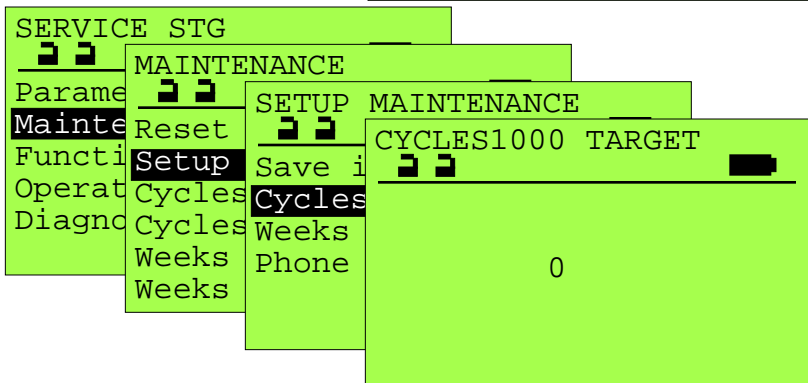 SERVICE STG
Parame
Mainte
Functi
Operat
Diagno
MAINTENANCE
Reset
Setup
Cycles
Cycles
Weeks
Weeks
SETUP MAINTENANCE
Save i
Cycles
Weeks
Phone
CYCLES1000 TARGET
0